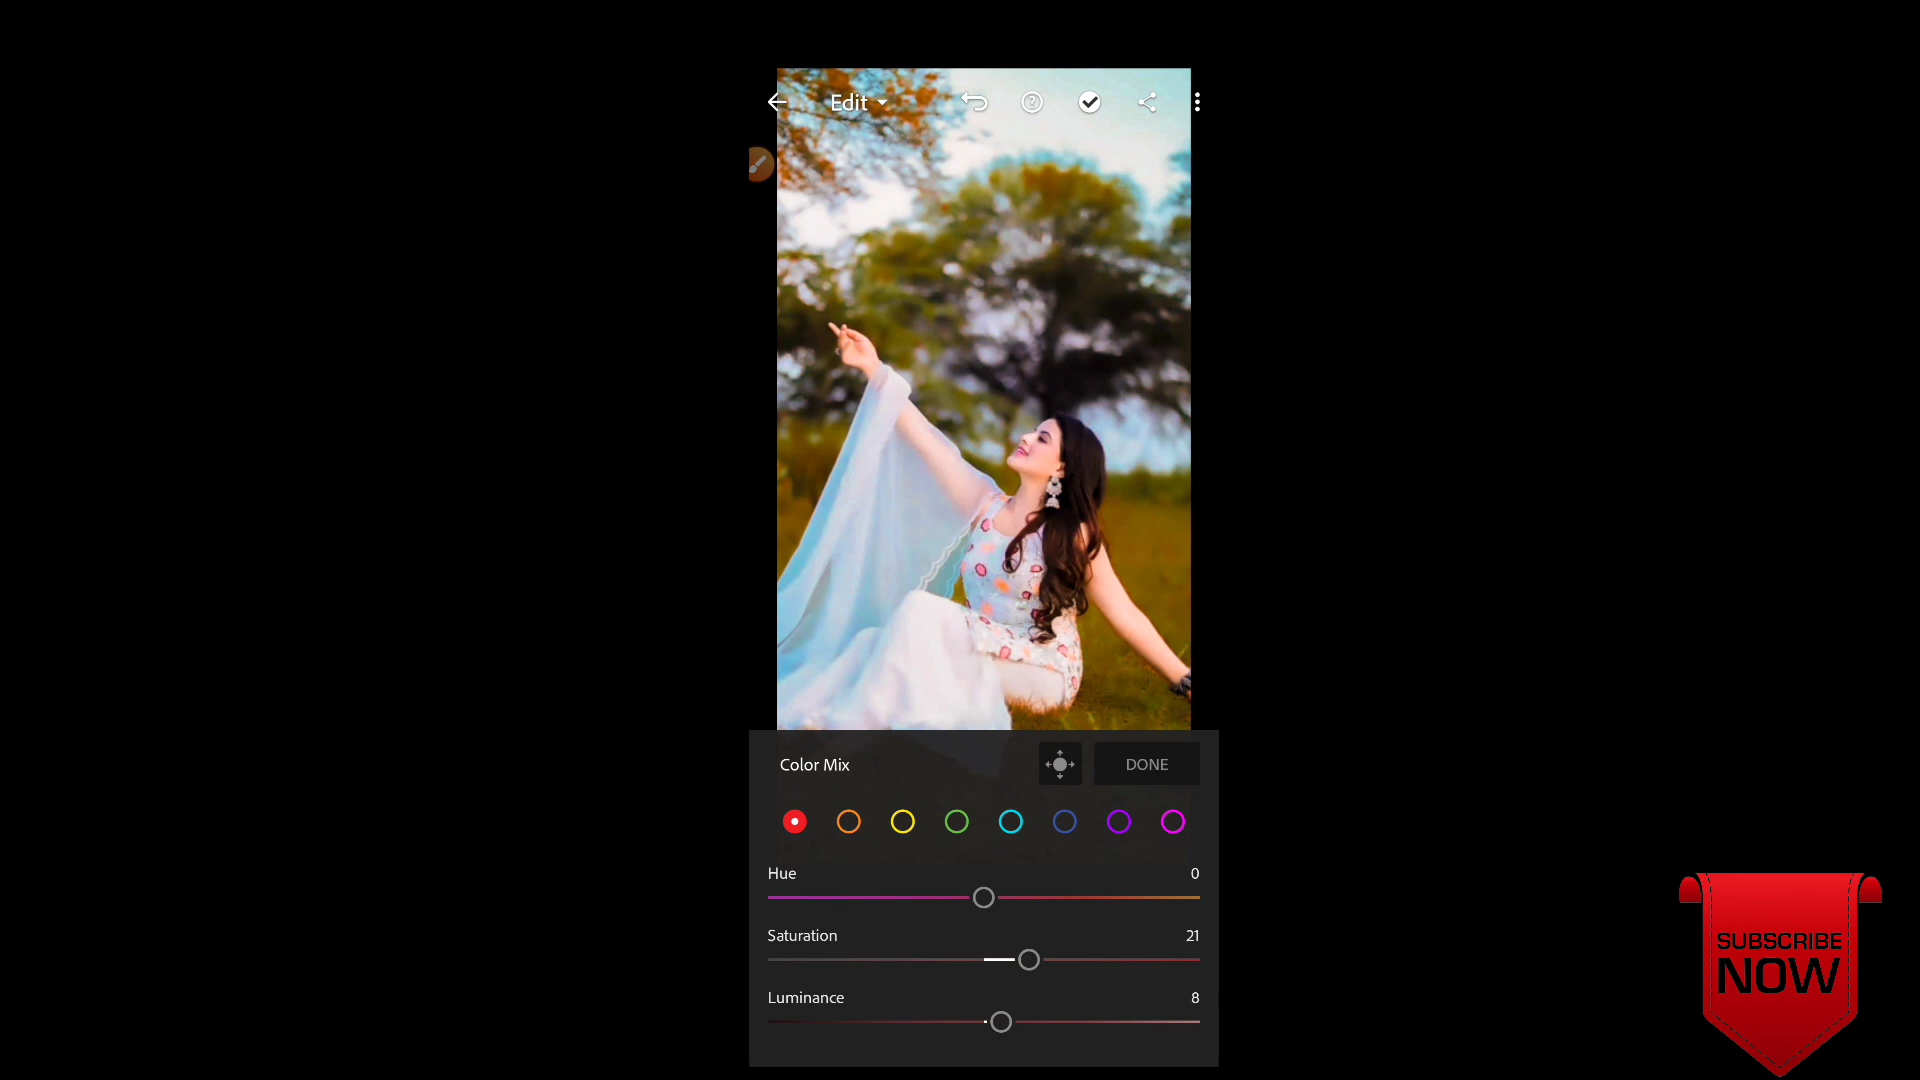 Edit
Color Mix
DONE
Hue 0
Saturation 21
Luminance 8
SUBSCRIBE
NOW